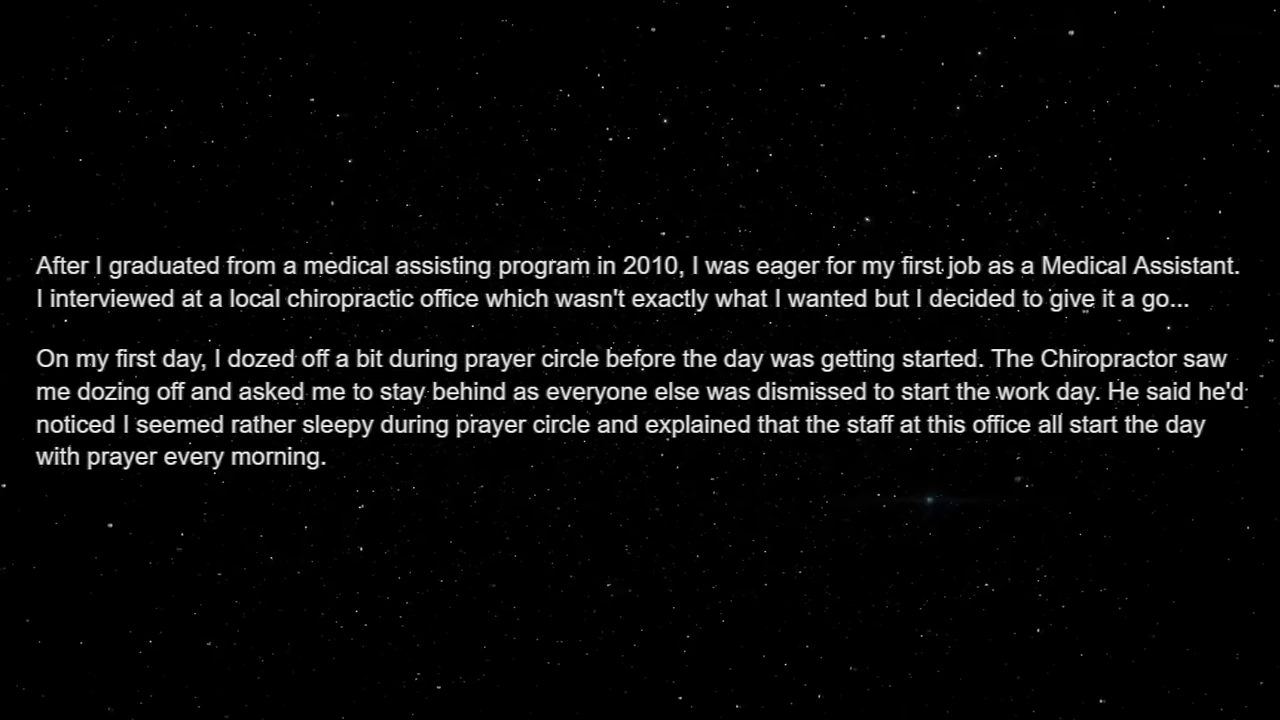 After I graduated from a medical assisting program in 2010, I was eager for my first job as a Medical Assistant.
I interviewed at a local chiropractic office which wasn't exactly what I wanted but I decided to give it a go...
On my first day, I dozed off a bit during prayer circle before the day was getting started. The Chiropractor saw
me dozing off and asked me to stay behind as everyone else was dismissed to start the work day. He said he'd
noticed I seemed rather sleepy during prayer circle and explained that the staff at this office all start the day
with prayer every morning.